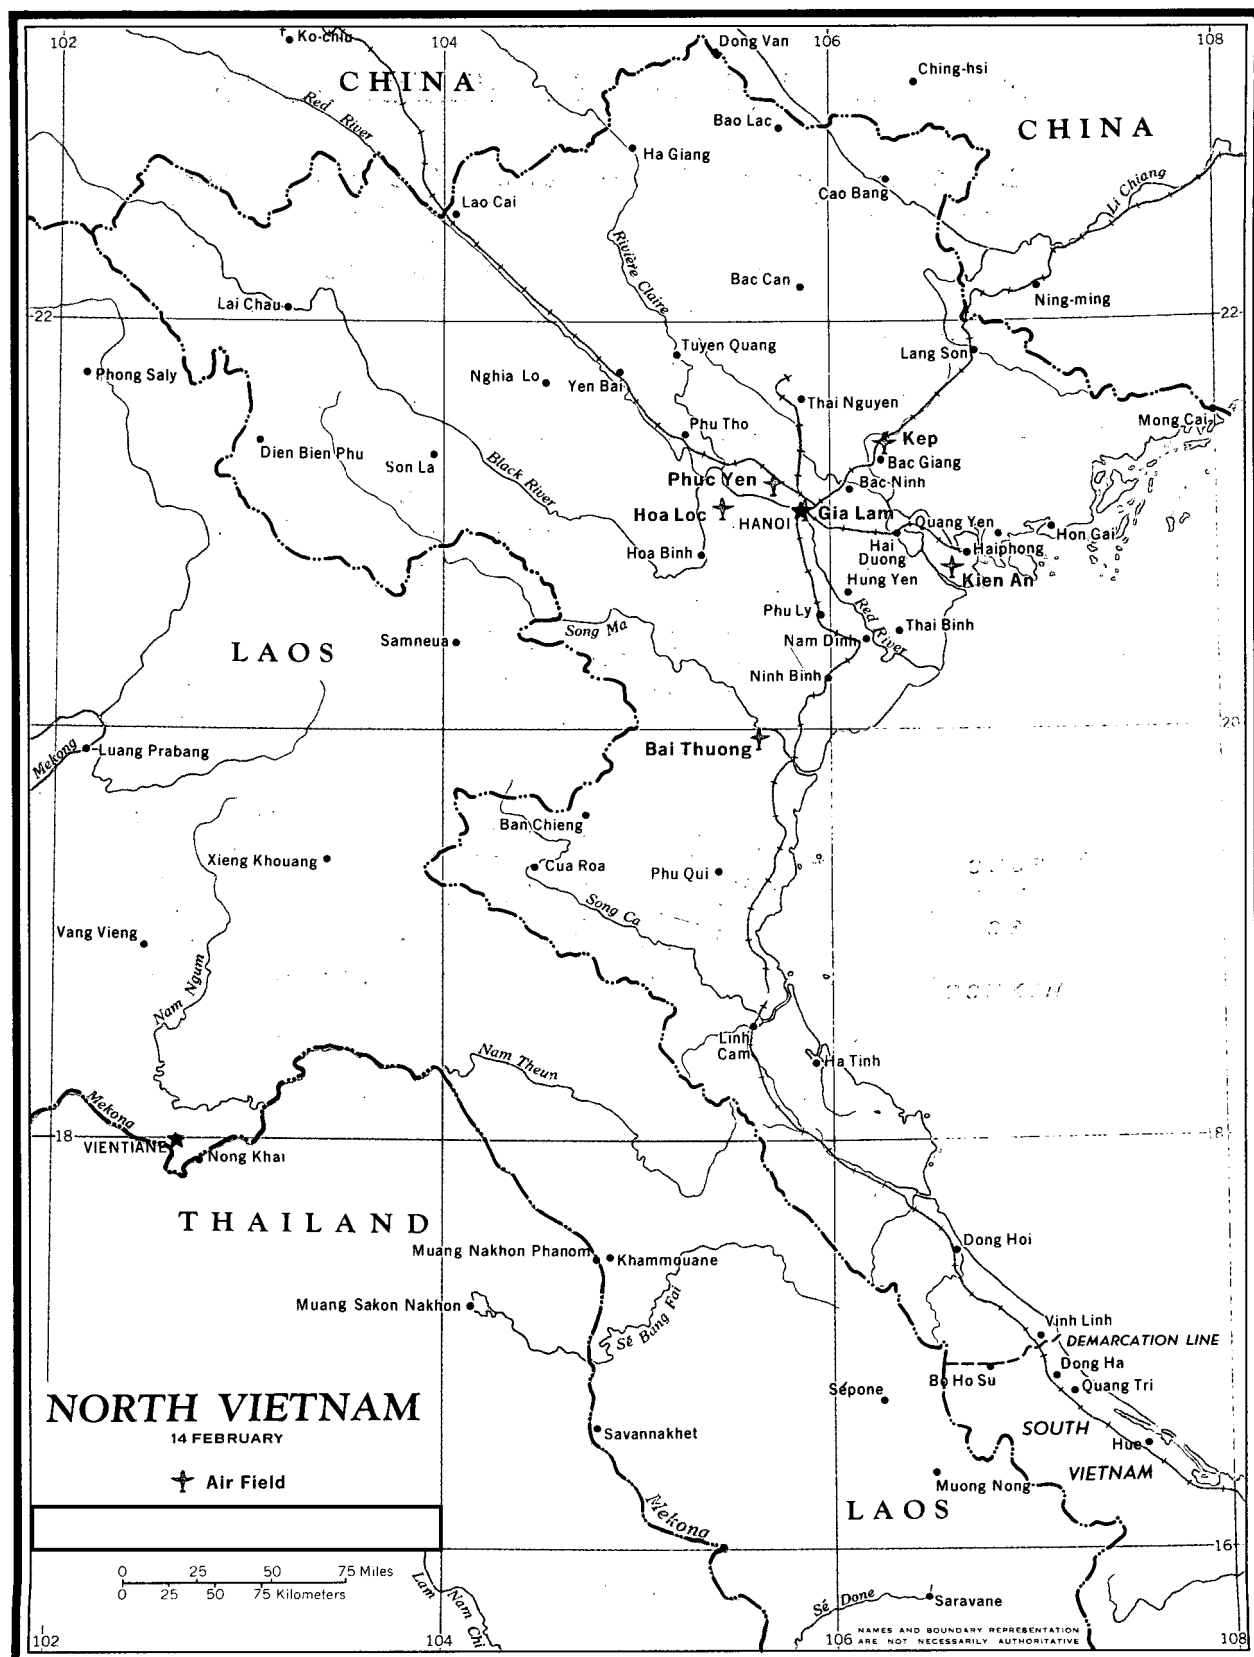 102
104
106
108
Ko-chiu
Dong Van
CHINA
Ching-hsi
Red River
Bao Lac
CHINA
Ha Giang
Li Chiang
Cao Bang
Lao Cai
Rivière Claire
Bac Can
Lai Chau
Ning-ming
22
22
Tuyen Quang
Lang Son
Phong Saly
Nghia Lo
Yen Bai
Thai Nguyen
Mong Cai
Phu Tho
Kep
Dien Bien Phu
Son La
Black River
Bac Giang
Phuc Yen
Bac Ninh
Hoa Loc
HANOI
Gia Lam
Quang Yen
Hon Gai
Hai
Duong
Haiphong
Hoa Binh
Kien An
Hung Yen
Phu Ly
Red River
Thai Binh
Song Ma
Nam Dinh
LAOS
Samneua
Ninh Binh
20
Mekong
Luang Prabang
Bai Thuong
Ban Chieng
Xieng Khouang
Cua Roa
Phu Qui
Song Ca
Vang Vieng
Nam Ngum
Linh
Cam
Ha Tinh
Nam Theun
Mekong
18
18
VIENTIANE
Nong Khai
THAILAND
Dong Hoi
Muang Nakhon Phanom
Khammouane
Muang Sakon Nakhon
Sé Bang Fai
Vinh Linh
DEMARCATION LINE
Dong Ha
Bo Ho Su
Quang Tri
Sépone
NORTH VIETNAM
14 FEBRUARY
SOUTH
VIETNAM
Savannakhet
Hue
Air Field
Muong Nong
Mekong
LAOS
16
0 25 50 75 Miles
0 25 50 75 Kilometers
Lam
Nam Chi
Sé Done
Saravane
NAMES AND BOUNDARY REPRESENTATION
ARE NOT NECESSARILY AUTHORITATIVE
102
104
106
108